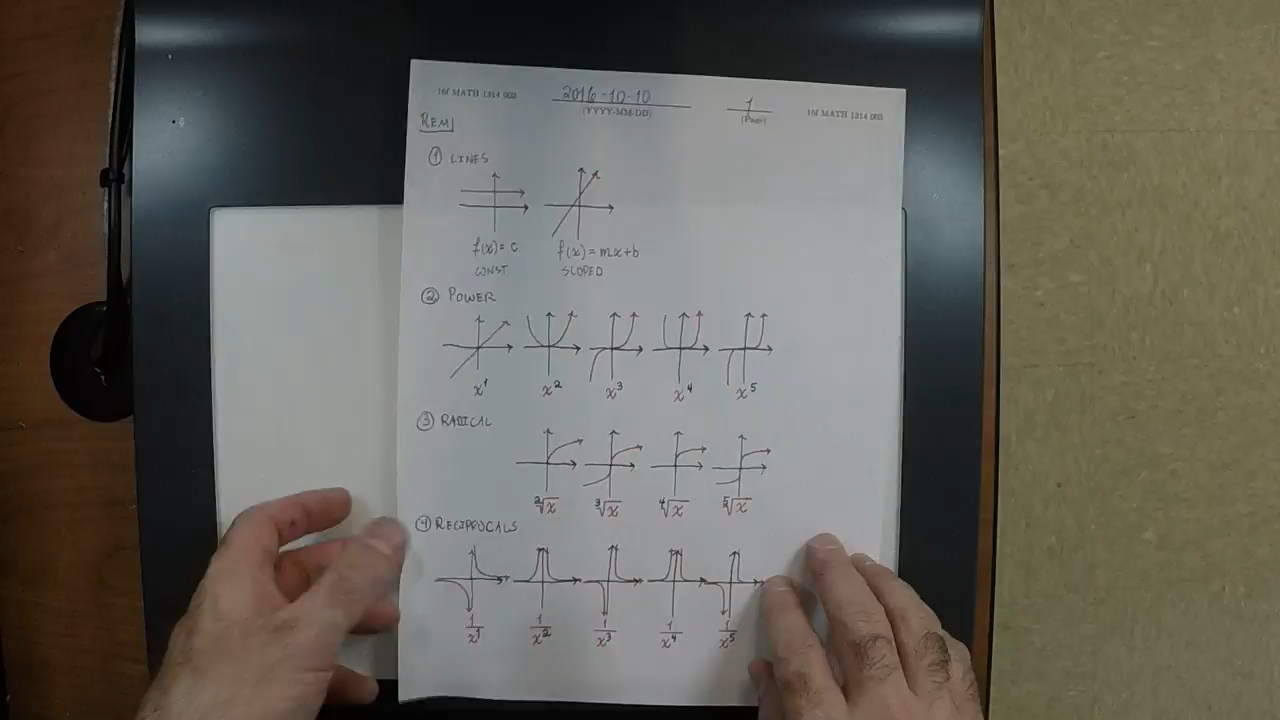 16f MATH 1314 003 2016-10-10 1 16f MATH 1314 003
(YYYY-MM-DD) (Page)
REM
① LINES
f(x) = c f(x) = mx+b
CONST SLOPED
② POWER
x¹ x² x³ x⁴ x⁵
③ RADICAL
²√x ³√x ⁴√x ⁵√x
④ RECIPROCALS
1/x¹ 1/x² 1/x³ 1/x⁴ 1/x⁵